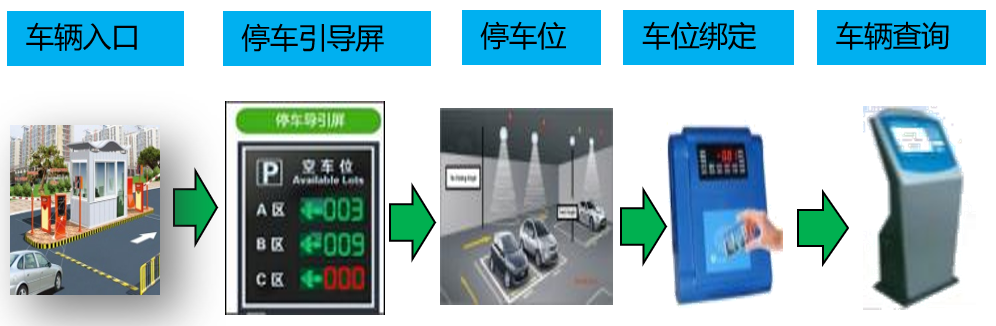 车辆入口
停车引导屏
停车位
车位绑定
车辆查询
停车导引屏
P
空车位
Available Lots
A区 003
B区 009
C区 000